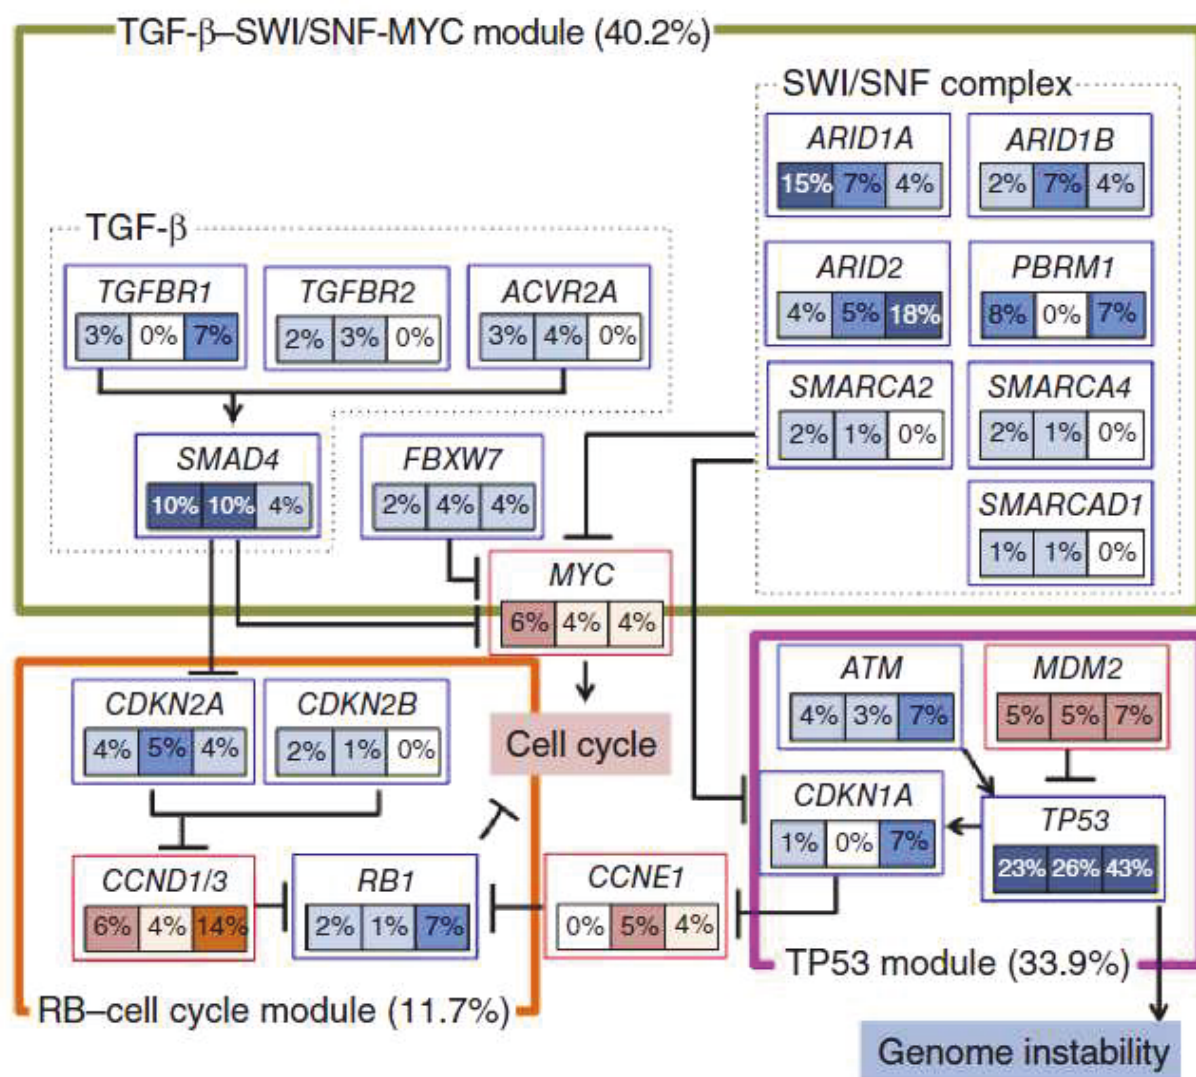 TGF-β–SWI/SNF-MYC module (40.2%)
SWI/SNF complex
ARID1A
15% 7% 4%
ARID1B
2% 7% 4%
TGF-β
TGFBR1
3% 0% 7%
TGFBR2
2% 3% 0%
ACVR2A
3% 4% 0%
ARID2
4% 5% 18%
PBRM1
8% 0% 7%
SMARCA2
2% 1% 0%
SMARCA4
2% 1% 0%
SMAD4
10% 10% 4%
FBXW7
2% 4% 4%
SMARCAD1
1% 1% 0%
MYC
6% 4% 4%
CDKN2A
4% 5% 4%
CDKN2B
2% 1% 0%
Cell cycle
ATM
4% 3% 7%
MDM2
5% 5% 7%
CDKN1A
1% 0% 7%
TP53
23% 26% 43%
CCND1/3
6% 4% 14%
RB1
2% 1% 7%
CCNE1
0% 5% 4%
TP53 module (33.9%)
RB–cell cycle module (11.7%)
Genome instability